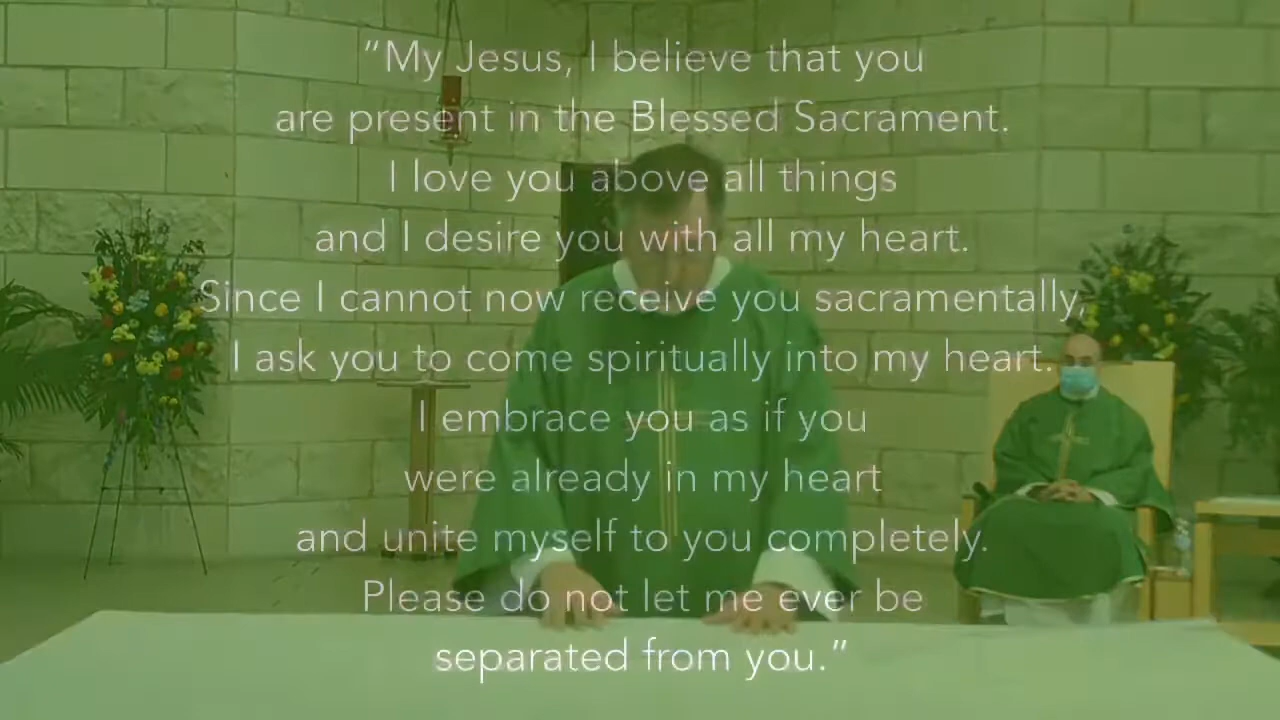 “My Jesus, I believe that you
are present in the Blessed Sacrament.
I love you above all things
and I desire you with all my heart.
Since I cannot now receive you sacramentally,
I ask you to come spiritually into my heart.
I embrace you as if you
were already in my heart
and unite myself to you completely.
Please do not let me ever be
separated from you.”